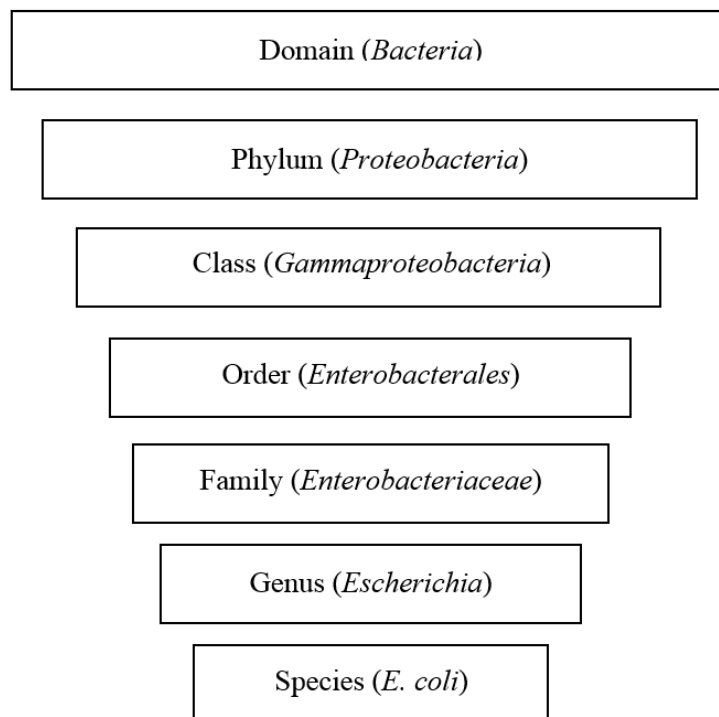 Domain (Bacteria)
Phylum (Proteobacteria)
Class (Gammaproteobacteria)
Order (Enterobacterales)
Family (Enterobacteriaceae)
Genus (Escherichia)
Species (E. coli)